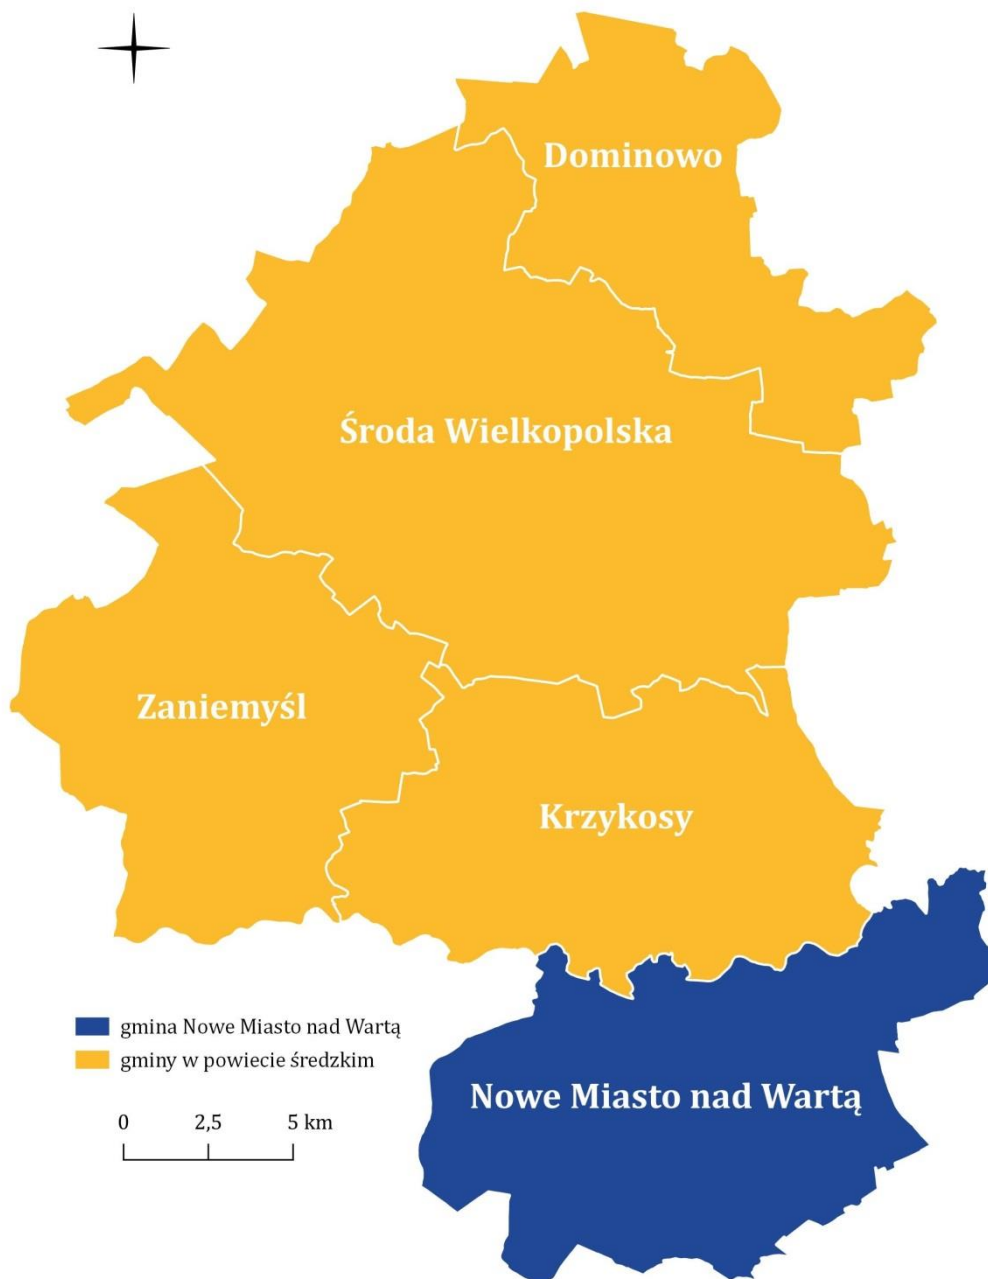 Dominowo
Środa Wielkopolska
Zaniemyśl
Krzykosy
gmina Nowe Miasto nad Wartą
gminy w powiecie średzkim
Nowe Miasto nad Wartą
0 2,5 5 km